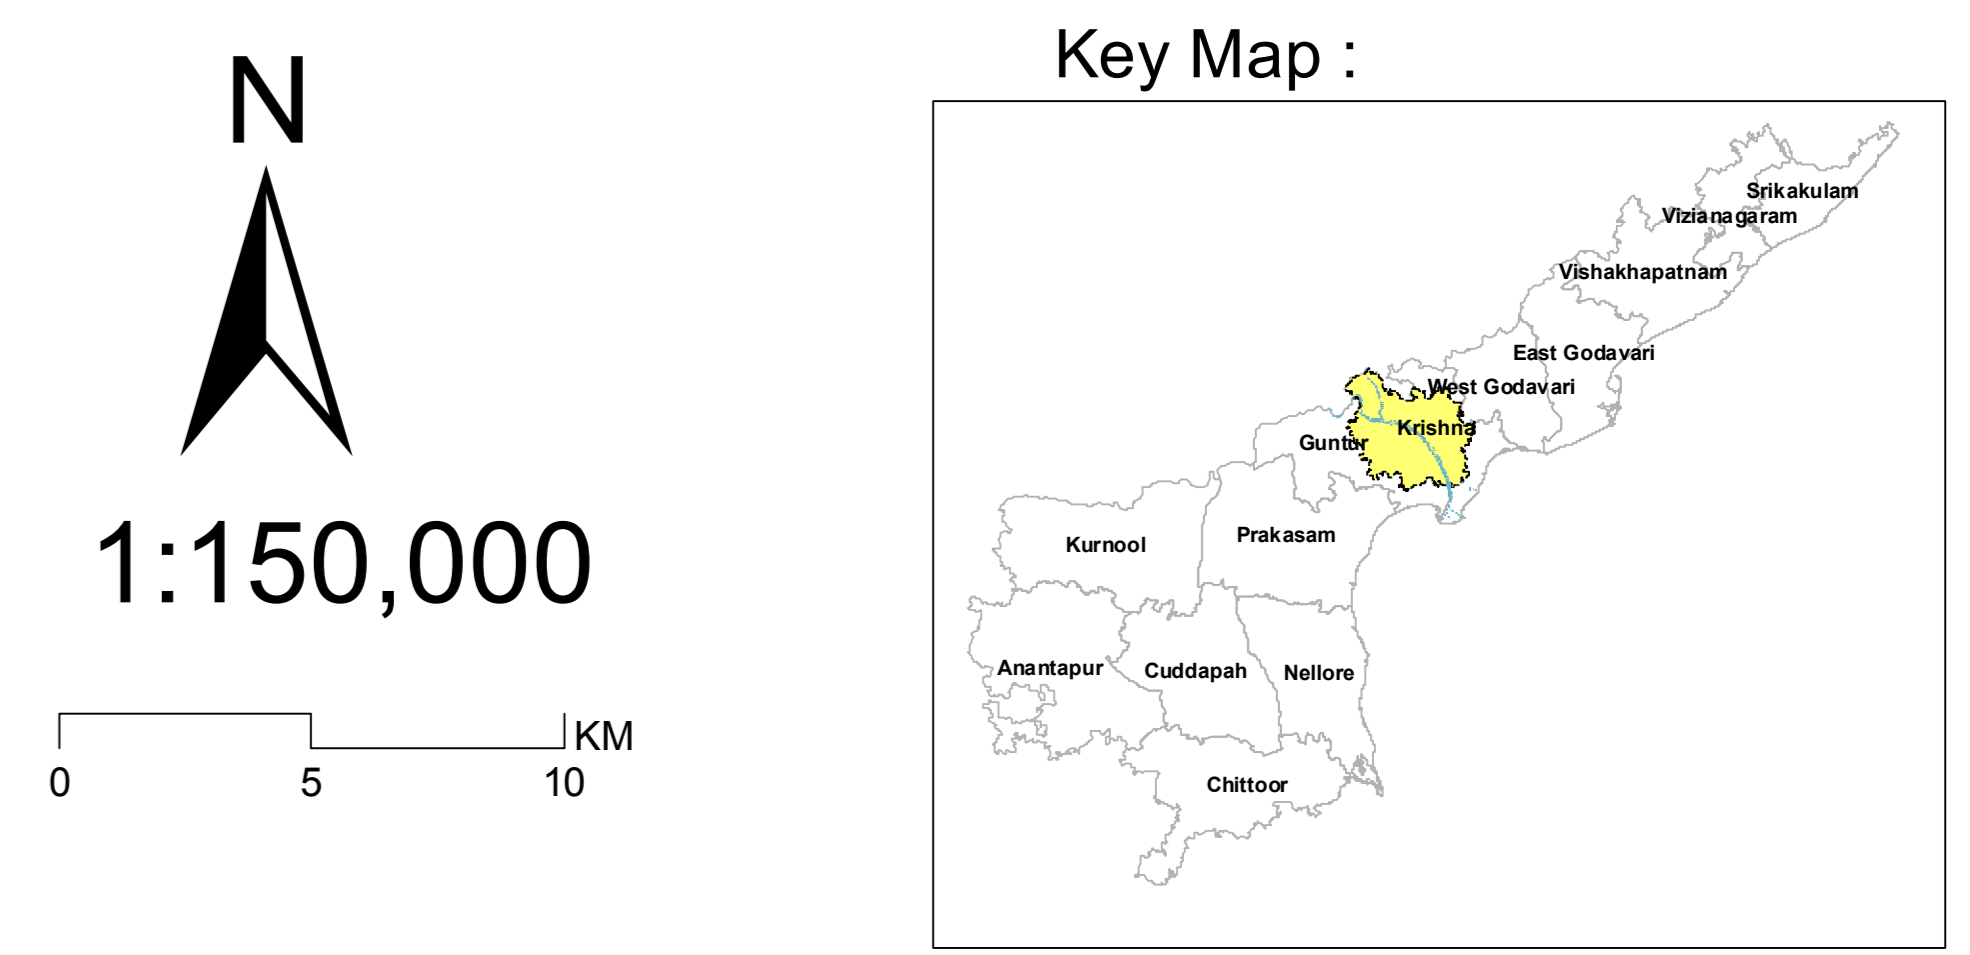 N
1:150,000
KM
0 5 10
Key Map :
Srikakulam
Vizianagaram
Vishakhapatnam
East Godavari
West Godavari
Krishna
Guntur
Prakasam
Kurnool
Anantapur
Cuddapah
Nellore
Chittoor